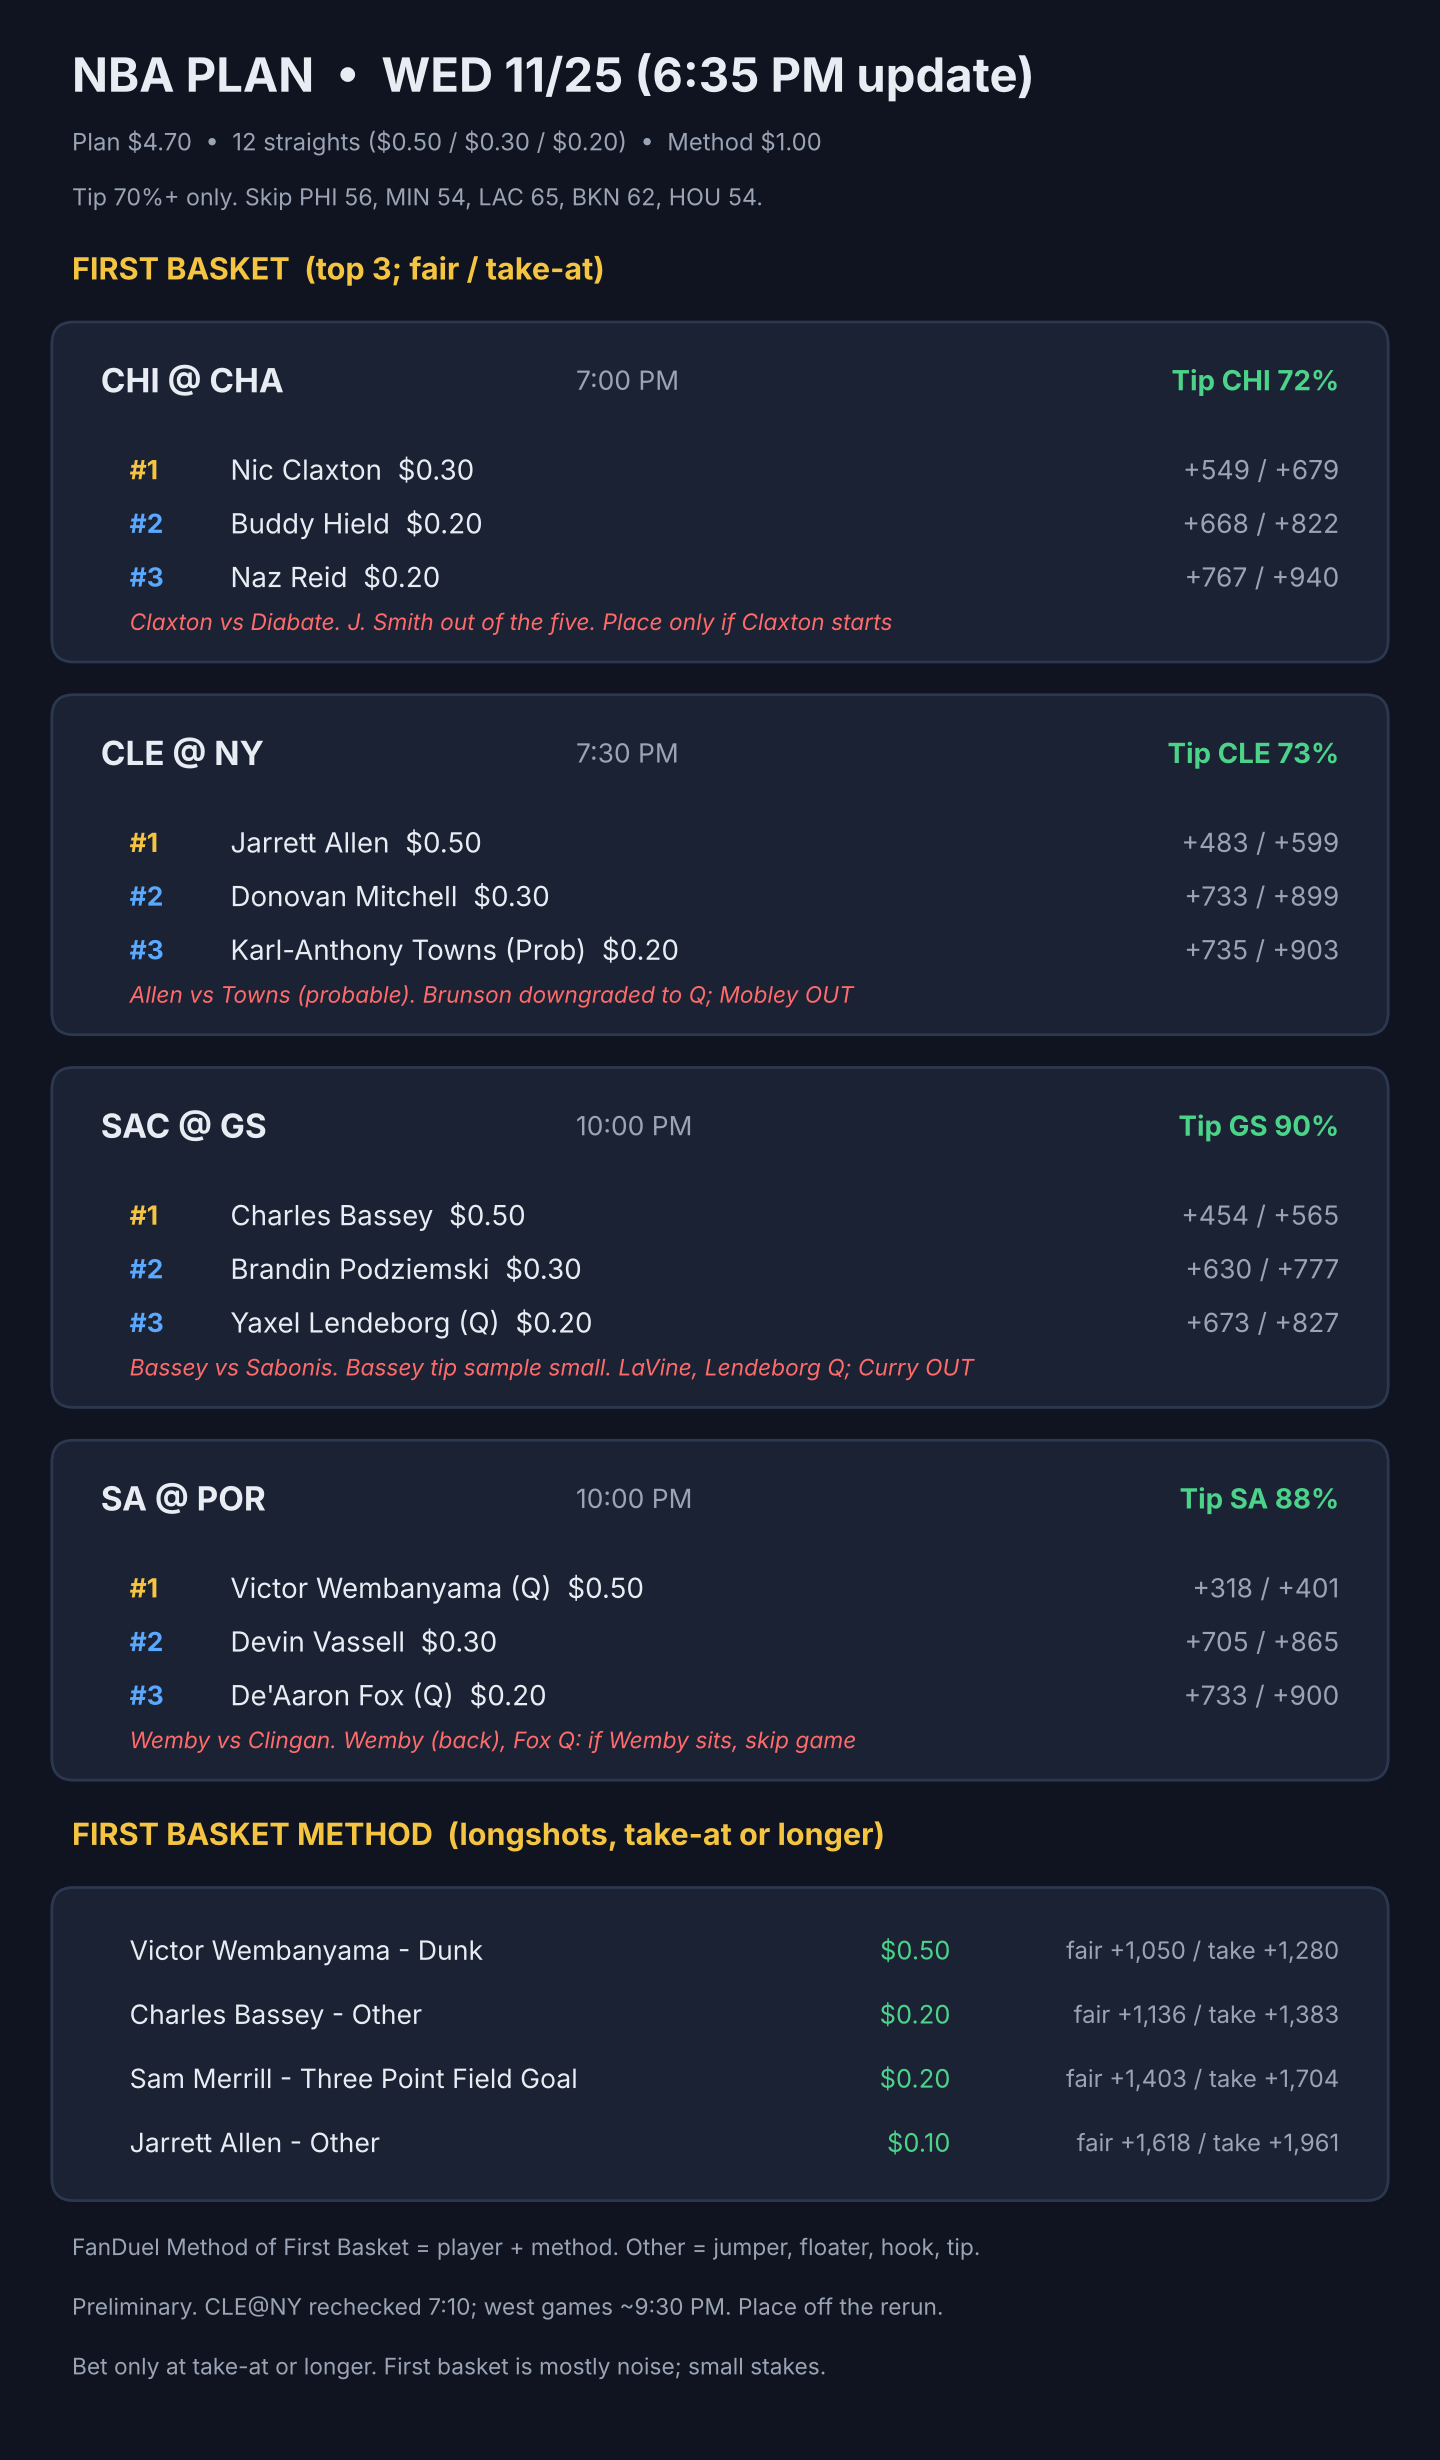 NBA PLAN • WED 11/25 (6:35 PM update)
Plan $4.70 • 12 straights ($0.50 / $0.30 / $0.20) • Method $1.00
Tip 70%+ only. Skip PHI 56, MIN 54, LAC 65, BKN 62, HOU 54.
FIRST BASKET (top 3; fair / take-at)
CHI @ CHA 7:00 PM Tip CHI 72%
#1 Nic Claxton $0.30 +549 / +679
#2 Buddy Hield $0.20 +668 / +822
#3 Naz Reid $0.20 +767 / +940
Claxton vs Diabate. J. Smith out of the five. Place only if Claxton starts
CLE @ NY 7:30 PM Tip CLE 73%
#1 Jarrett Allen $0.50 +483 / +599
#2 Donovan Mitchell $0.30 +733 / +899
#3 Karl-Anthony Towns (Prob) $0.20 +735 / +903
Allen vs Towns (probable). Brunson downgraded to Q; Mobley OUT
SAC @ GS 10:00 PM Tip GS 90%
#1 Charles Bassey $0.50 +454 / +565
#2 Brandin Podziemski $0.30 +630 / +777
#3 Yaxel Lendeborg (Q) $0.20 +673 / +827
Bassey vs Sabonis. Bassey tip sample small. LaVine, Lendeborg Q; Curry OUT
SA @ POR 10:00 PM Tip SA 88%
#1 Victor Wembanyama (Q) $0.50 +318 / +401
#2 Devin Vassell $0.30 +705 / +865
#3 De'Aaron Fox (Q) $0.20 +733 / +900
Wemby vs Clingan. Wemby (back), Fox Q: if Wemby sits, skip game
FIRST BASKET METHOD (longshots, take-at or longer)
Victor Wembanyama - Dunk $0.50 fair +1,050 / take +1,280
Charles Bassey - Other $0.20 fair +1,136 / take +1,383
Sam Merrill - Three Point Field Goal $0.20 fair +1,403 / take +1,704
Jarrett Allen - Other $0.10 fair +1,618 / take +1,961
FanDuel Method of First Basket = player + method. Other = jumper, floater, hook, tip.
Preliminary. CLE@NY rechecked 7:10; west games ~9:30 PM. Place off the rerun.
Bet only at take-at or longer. First basket is mostly noise; small stakes.